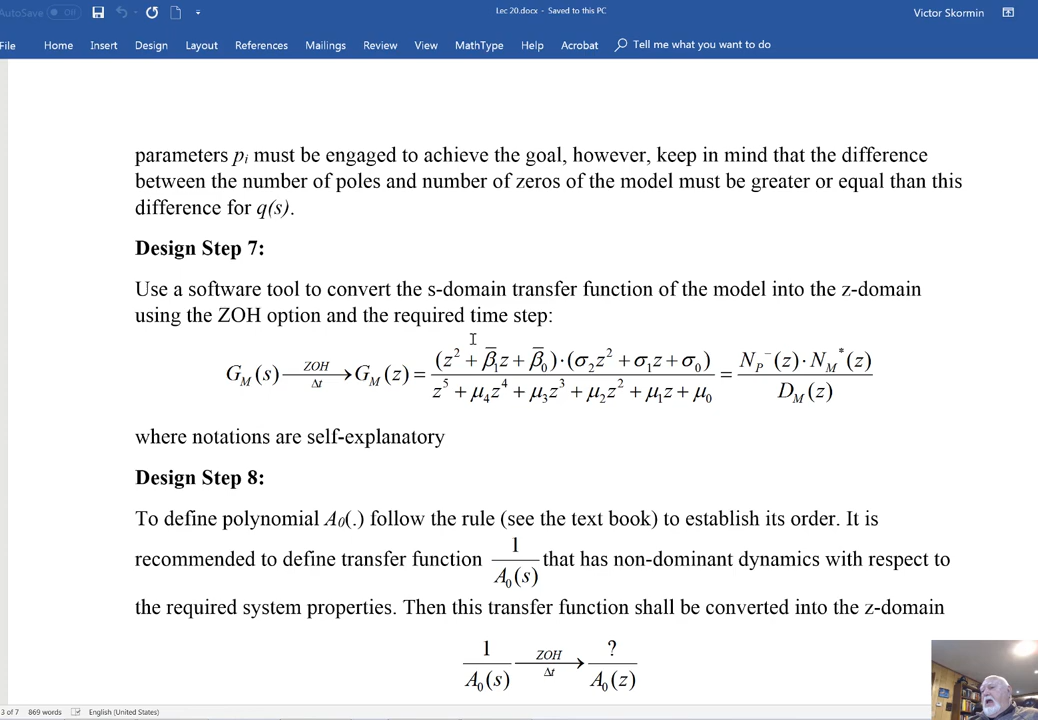 AutoSave Off Lec 20.docx - Saved to this PC Victor Skormin
File Home Insert Design Layout References Mailings Review View MathType Help Acrobat Tell me what you want to do
parameters pᵢ must be engaged to achieve the goal, however, keep in mind that the difference
between the number of poles and number of zeros of the model must be greater or equal than this
difference for q(s).
Design Step 7:
Use a software tool to convert the s-domain transfer function of the model into the z-domain
using the ZOH option and the required time step:
G_M(s) —ZOH/Δt→ G_M(z) = (z² + β̄₁z + β̄₀)·(σ₂z² + σ₁z + σ₀) / (z⁵ + μ₄z⁴ + μ₃z³ + μ₂z² + μ₁z + μ₀) = N_P⁻(z)·N_M*(z) / D_M(z)
where notations are self-explanatory
Design Step 8:
To define polynomial A₀(.) follow the rule (see the text book) to establish its order. It is
recommended to define transfer function 1 / A₀(s) that has non-dominant dynamics with respect to
the required system properties. Then this transfer function shall be converted into the z-domain
1 / A₀(s) —ZOH/Δt→ ? / A₀(z)
3 of 7 869 words English (United States)